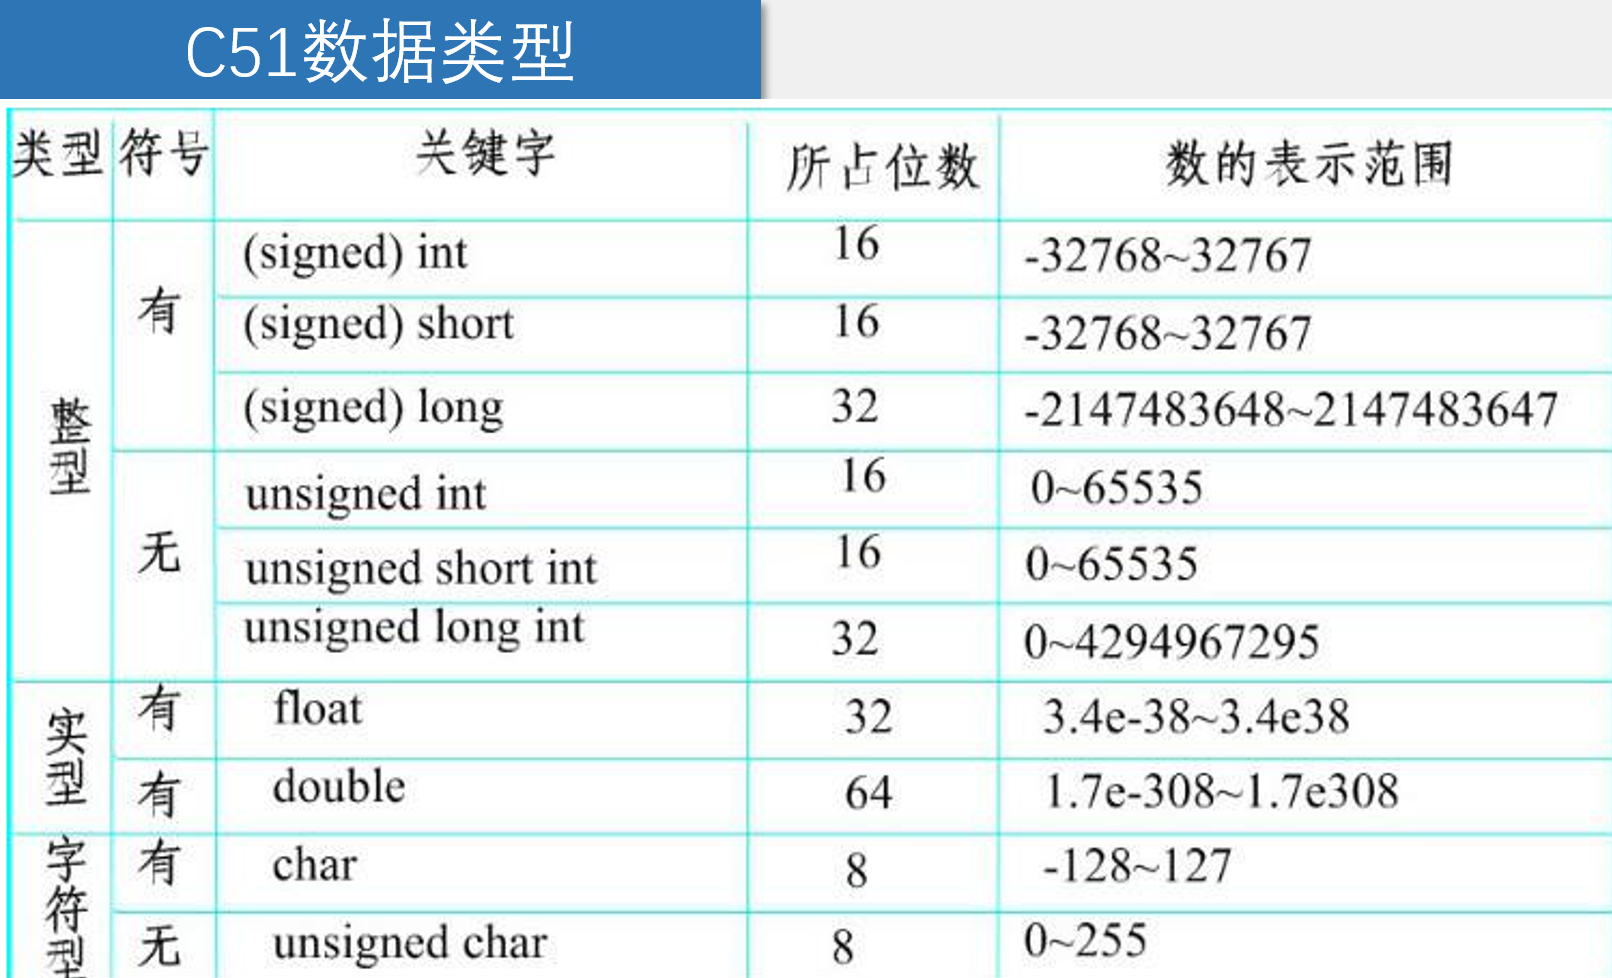 C51数据类型
类型 符号 关键字 所占位数 数的表示范围
整型 有 (signed) int 16 -32768~32767
(signed) short 16 -32768~32767
(signed) long 32 -2147483648~2147483647
无 unsigned int 16 0~65535
unsigned short int 16 0~65535
unsigned long int 32 0~4294967295
实型 有 float 32 3.4e-38~3.4e38
有 double 64 1.7e-308~1.7e308
字符型 有 char 8 -128~127
无 unsigned char 8 0~255